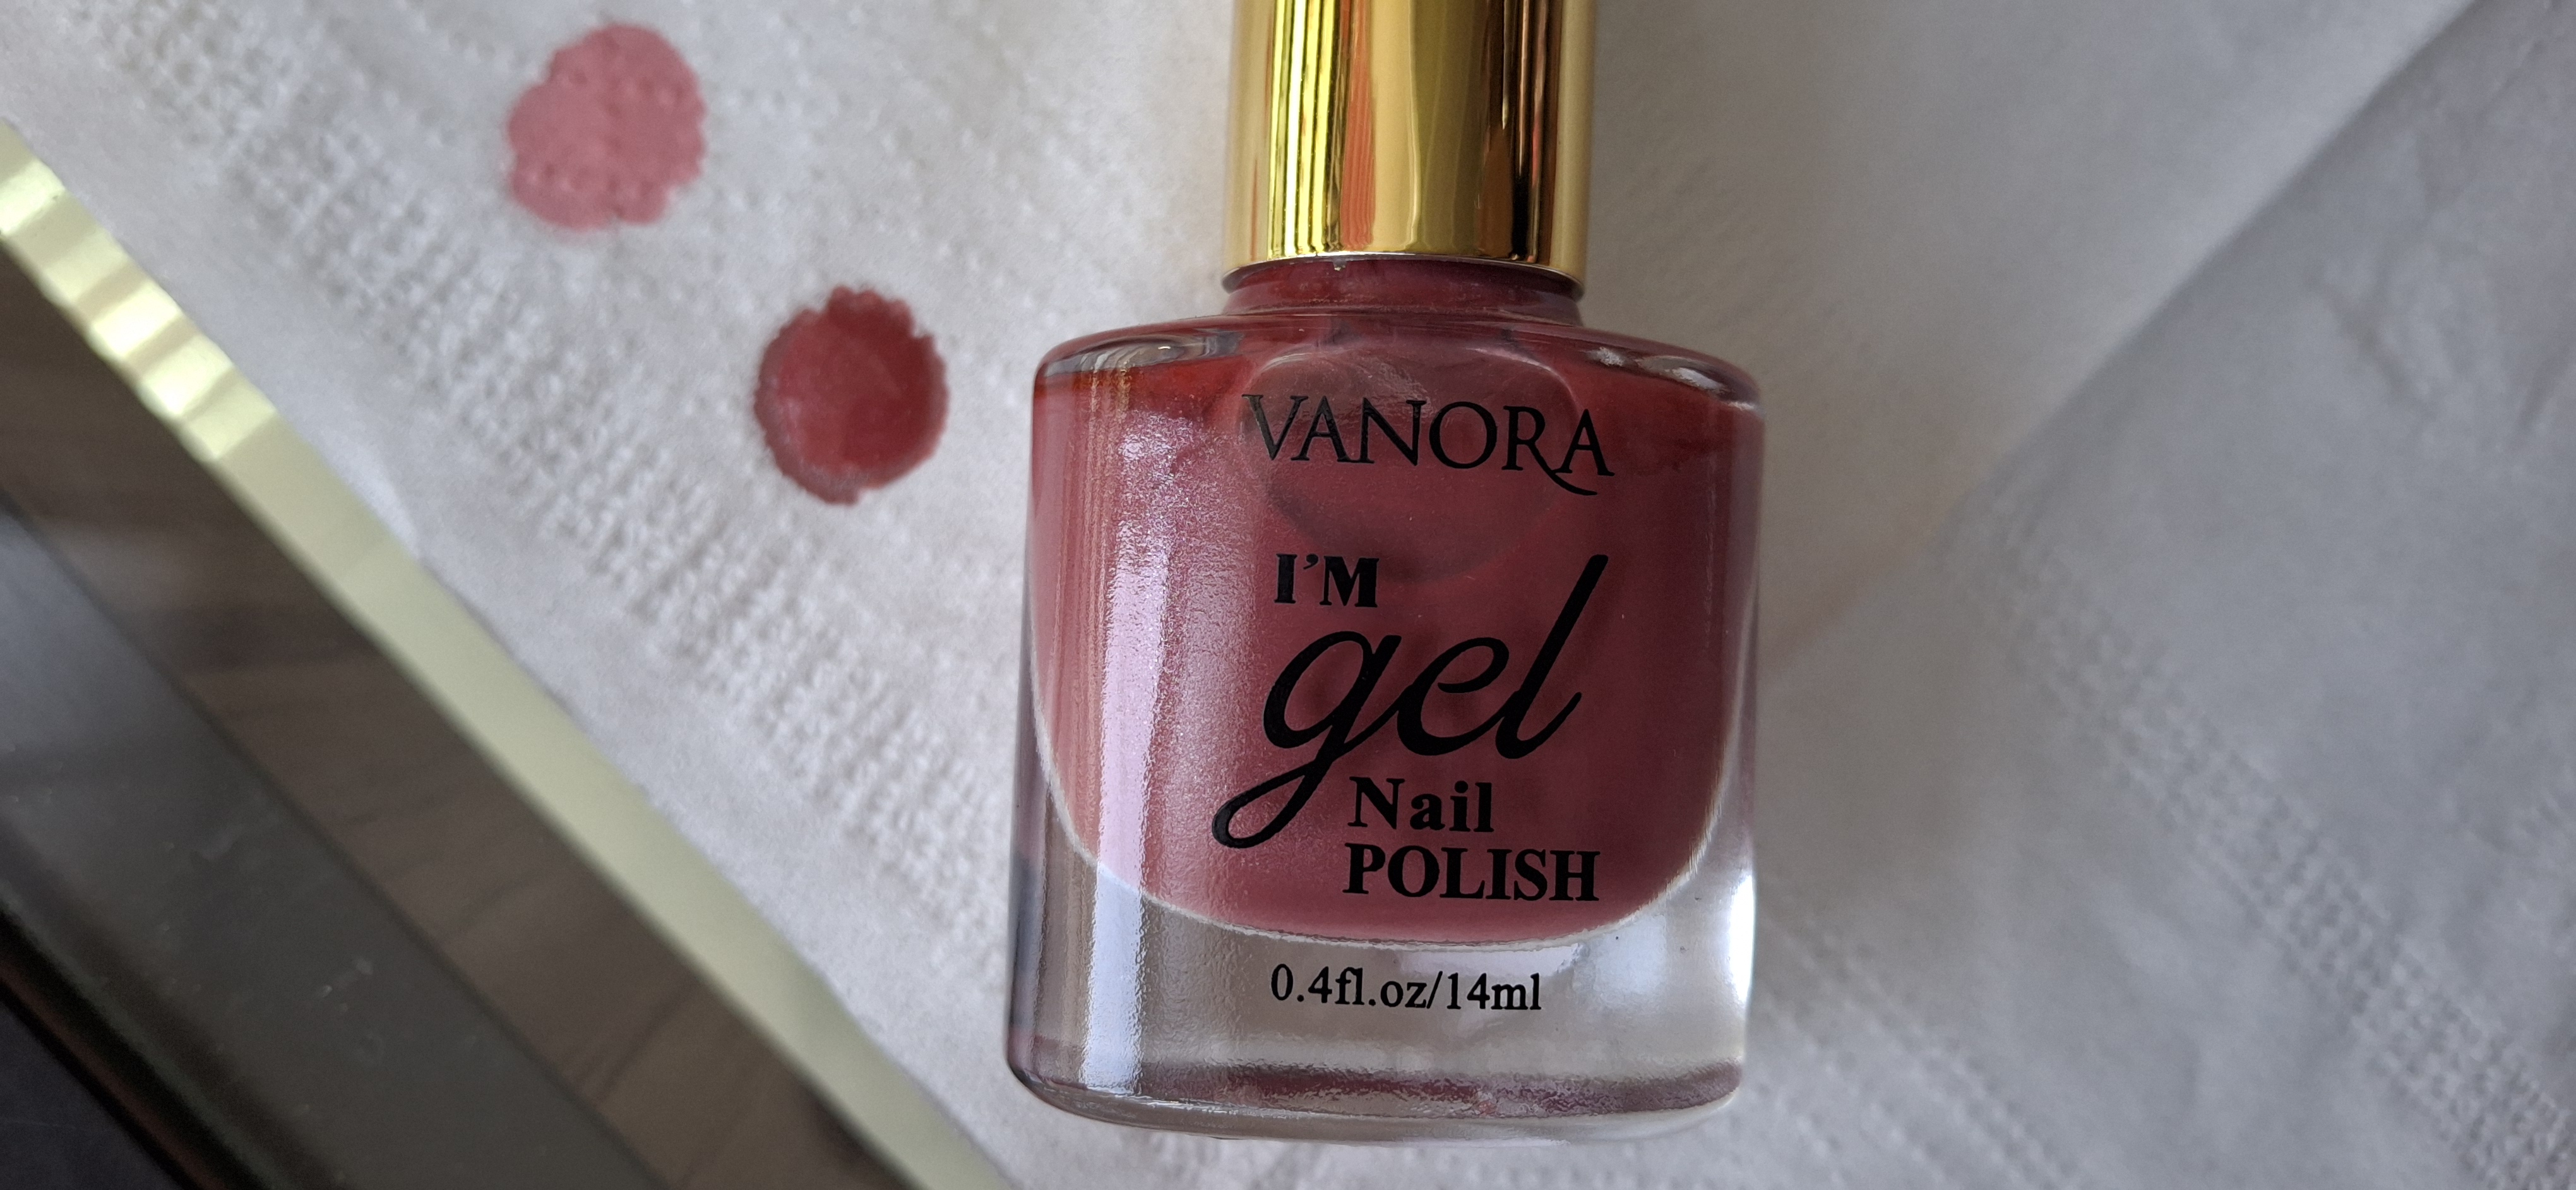 VANORA
I'M
gel
Nail
POLISH
0.4fl.oz/14ml